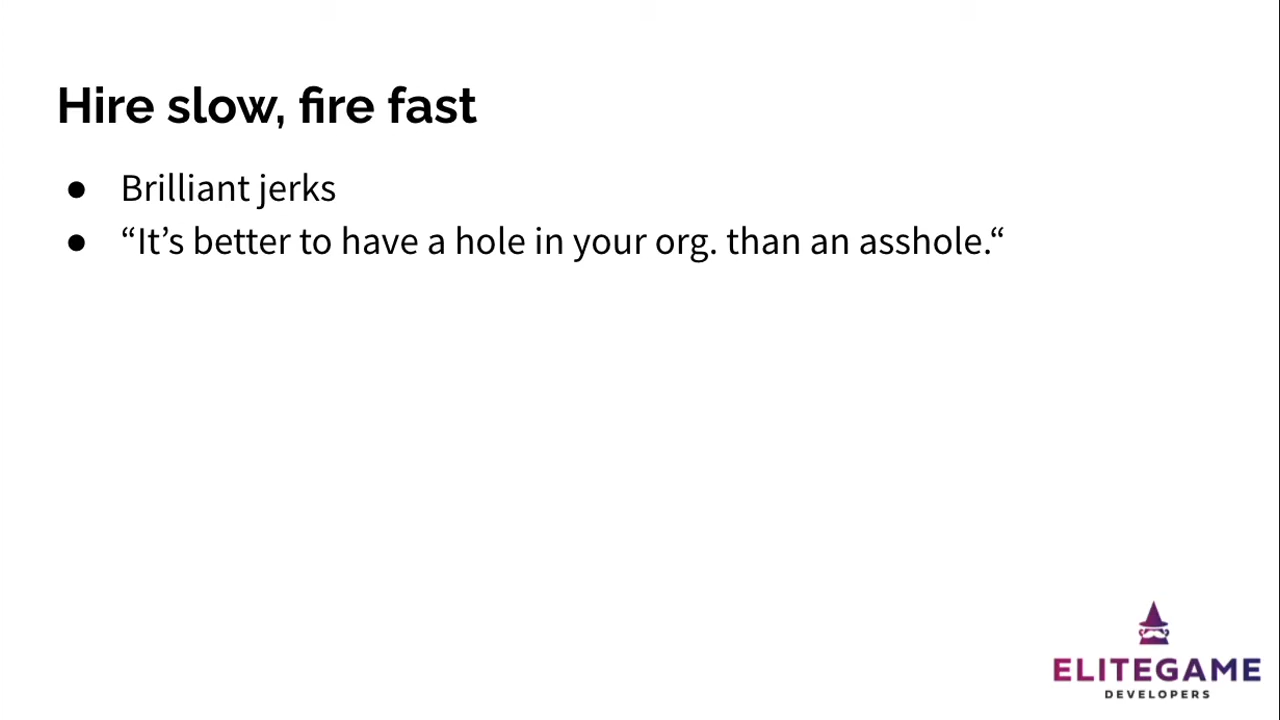 Hire slow, fire fast
● Brilliant jerks
● “It’s better to have a hole in your org. than an asshole.“
ELITEGAME
DEVELOPERS